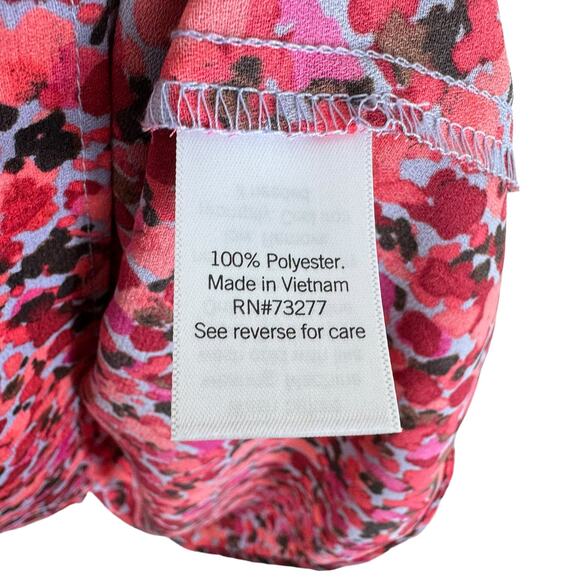 100% Polyester.
Made in Vietnam
RN#73277
See reverse for care